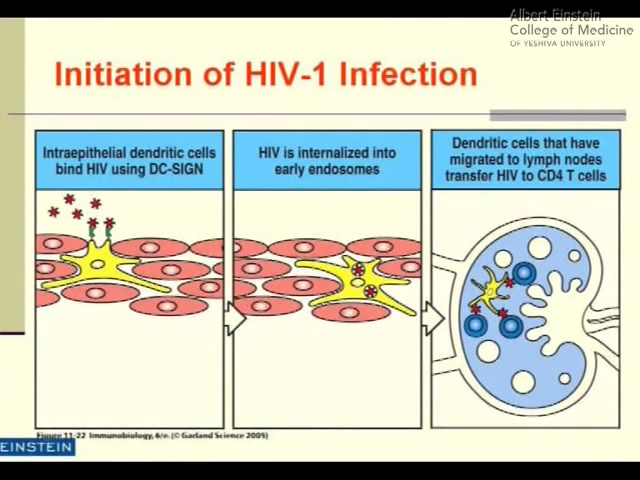 Albert Einstein
College of Medicine
OF YESHIVA UNIVERSITY
Initiation of HIV-1 Infection
Intraepithelial dendritic cells
bind HIV using DC-SIGN
HIV is internalized into
early endosomes
Dendritic cells that have
migrated to lymph nodes
transfer HIV to CD4 T cells
Figure 11-22 Immunobiology, 6/e. (© Garland Science 2005)
EINSTEIN